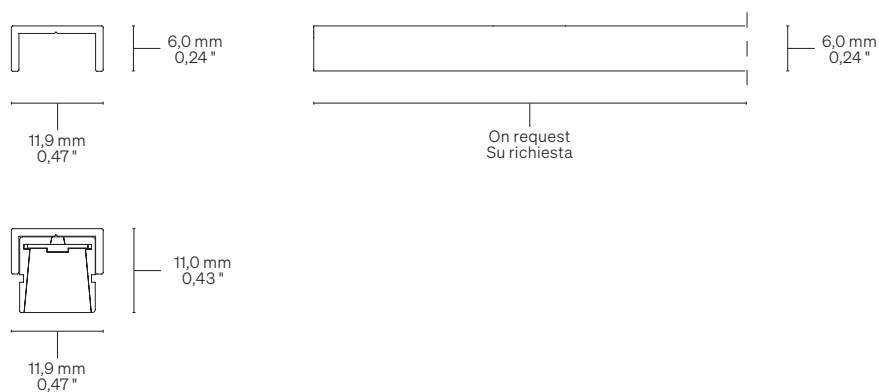 6,0 mm
0,24 "
6,0 mm
0,24 "
11,9 mm
0,47 "
On request
Su richiesta
11,0 mm
0,43 "
11,9 mm
0,47 "